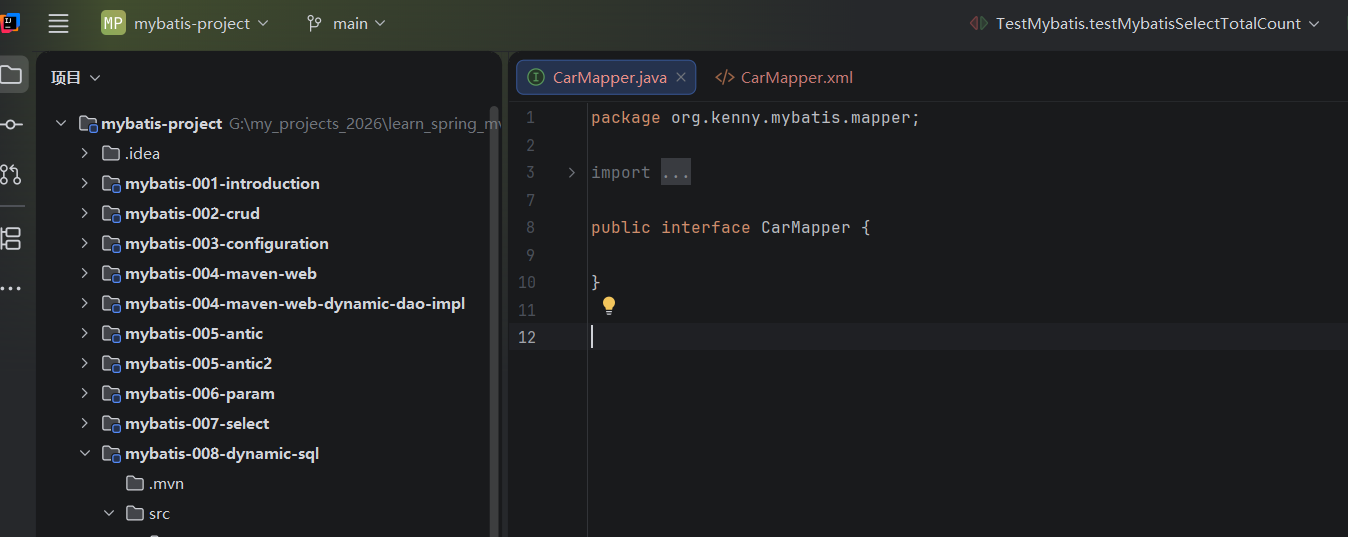 MP mybatis-project main TestMybatis.testMybatisSelectTotalCount
项目
CarMapper.java
CarMapper.xml
mybatis-project G:\my_projects_2026\learn_spring_m
.idea
mybatis-001-introduction
mybatis-002-crud
mybatis-003-configuration
mybatis-004-maven-web
mybatis-004-maven-web-dynamic-dao-impl
mybatis-005-antic
mybatis-005-antic2
mybatis-006-param
mybatis-007-select
mybatis-008-dynamic-sql
.mvn
src
1 package org.kenny.mybatis.mapper;
2
3 import ...
7
8 public interface CarMapper {
9
10 }
11
12